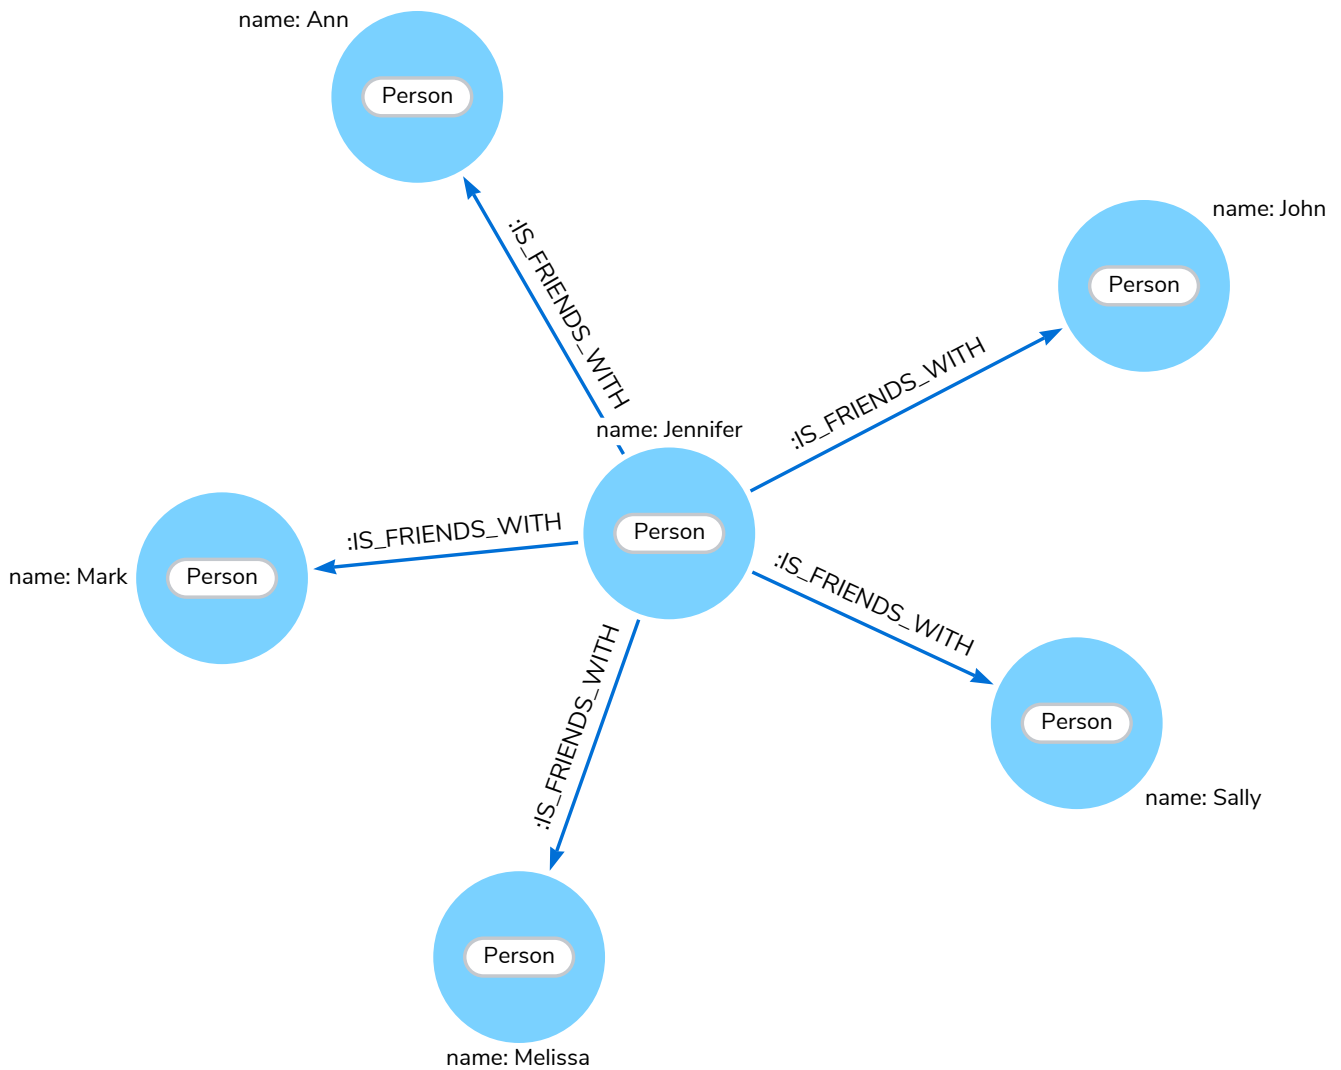 name: Ann
Person
name: John
Person
:IS_FRIENDS_WITH
:IS_FRIENDS_WITH
name: Jennifer
Person
:IS_FRIENDS_WITH
name: Mark
Person
:IS_FRIENDS_WITH
:IS_FRIENDS_WITH
Person
name: Sally
Person
name: Melissa